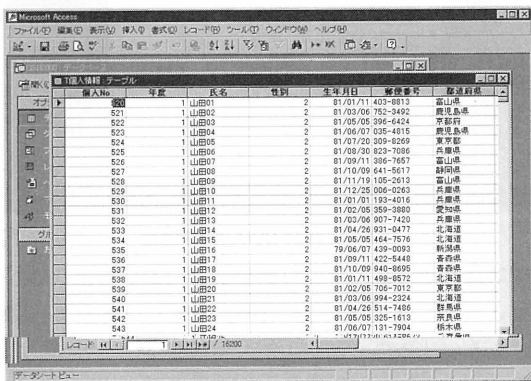 Microsoft Access
ファイル(F) 編集(E) 表示(V) 挿入(I) 書式(O) レコード(R) ツール(T) ウィンドウ(W) ヘルプ(H)
T個人情報 : テーブル
個人No 年度 氏名 性別 生年月日 郵便番号 都道府県
520 1 山田01 2 81/01/11 403-8813 富山県
521 1 山田02 2 81/03/06 752-3492 鹿児島県
522 1 山田03 2 81/05/05 396-6424 京都府
523 1 山田04 2 81/06/07 035-4815 鹿児島県
524 1 山田05 2 81/07/20 309-8269 東京都
525 1 山田06 2 81/08/30 823-7086 兵庫県
526 1 山田07 2 81/09/11 386-7657 富山県
527 1 山田08 2 81/10/09 641-5617 静岡県
528 1 山田09 2 81/11/19 105-2613 富山県
529 1 山田10 2 81/12/25 006-0263 兵庫県
530 1 山田11 2 81/01/01 193-4016 兵庫県
531 1 山田12 2 81/02/05 359-3880 愛知県
532 1 山田13 2 81/03/06 907-7420 兵庫県
533 1 山田14 2 81/04/26 931-0477 北海道
534 1 山田15 2 81/05/05 464-7576 北海道
535 1 山田16 2 79/06/07 439-0093 新潟県
536 1 山田17 2 81/09/11 422-5448 青森県
537 1 山田18 2 81/10/09 940-8695 青森県
538 1 山田19 2 81/01/11 498-8572 北海道
539 1 山田20 2 81/02/05 706-7012 東京都
540 1 山田21 2 81/03/06 994-2324 北海道
541 1 山田22 2 81/04/26 514-7486 群馬県
542 1 山田23 2 81/05/05 325-1613 奈良県
543 1 山田24 2 81/06/07 131-7904 栃木県
レコード: 1 / 16200
データシート ビュー